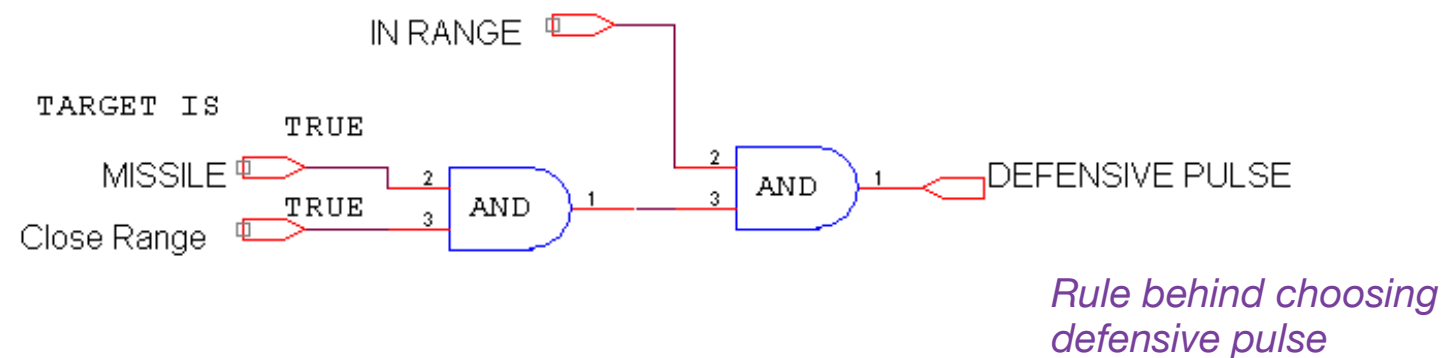 IN RANGE
TARGET IS
TRUE
MISSILE
2
AND
1
2
AND
1
DEFENSIVE PULSE
TRUE
3
3
Close Range
Rule behind choosing
defensive pulse